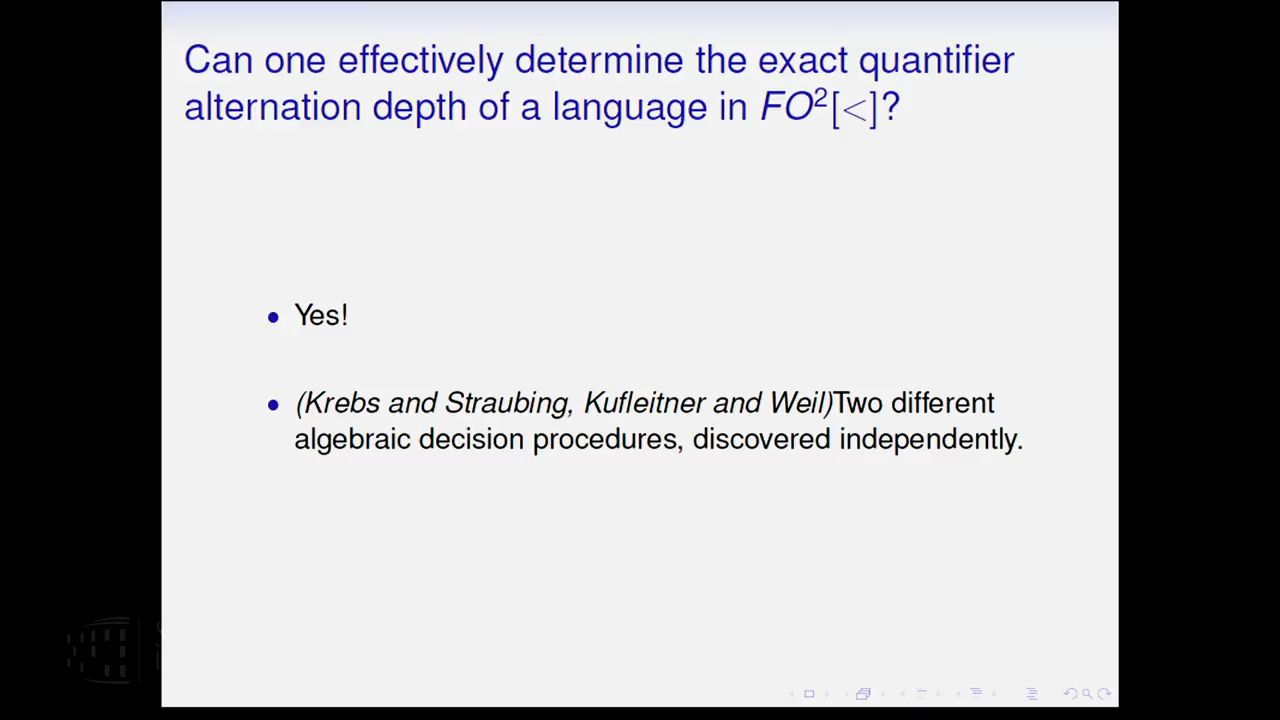 Can one effectively determine the exact quantifier
alternation depth of a language in FO²[<]?
• Yes!
• (Krebs and Straubing, Kufleitner and Weil)Two different
algebraic decision procedures, discovered independently.